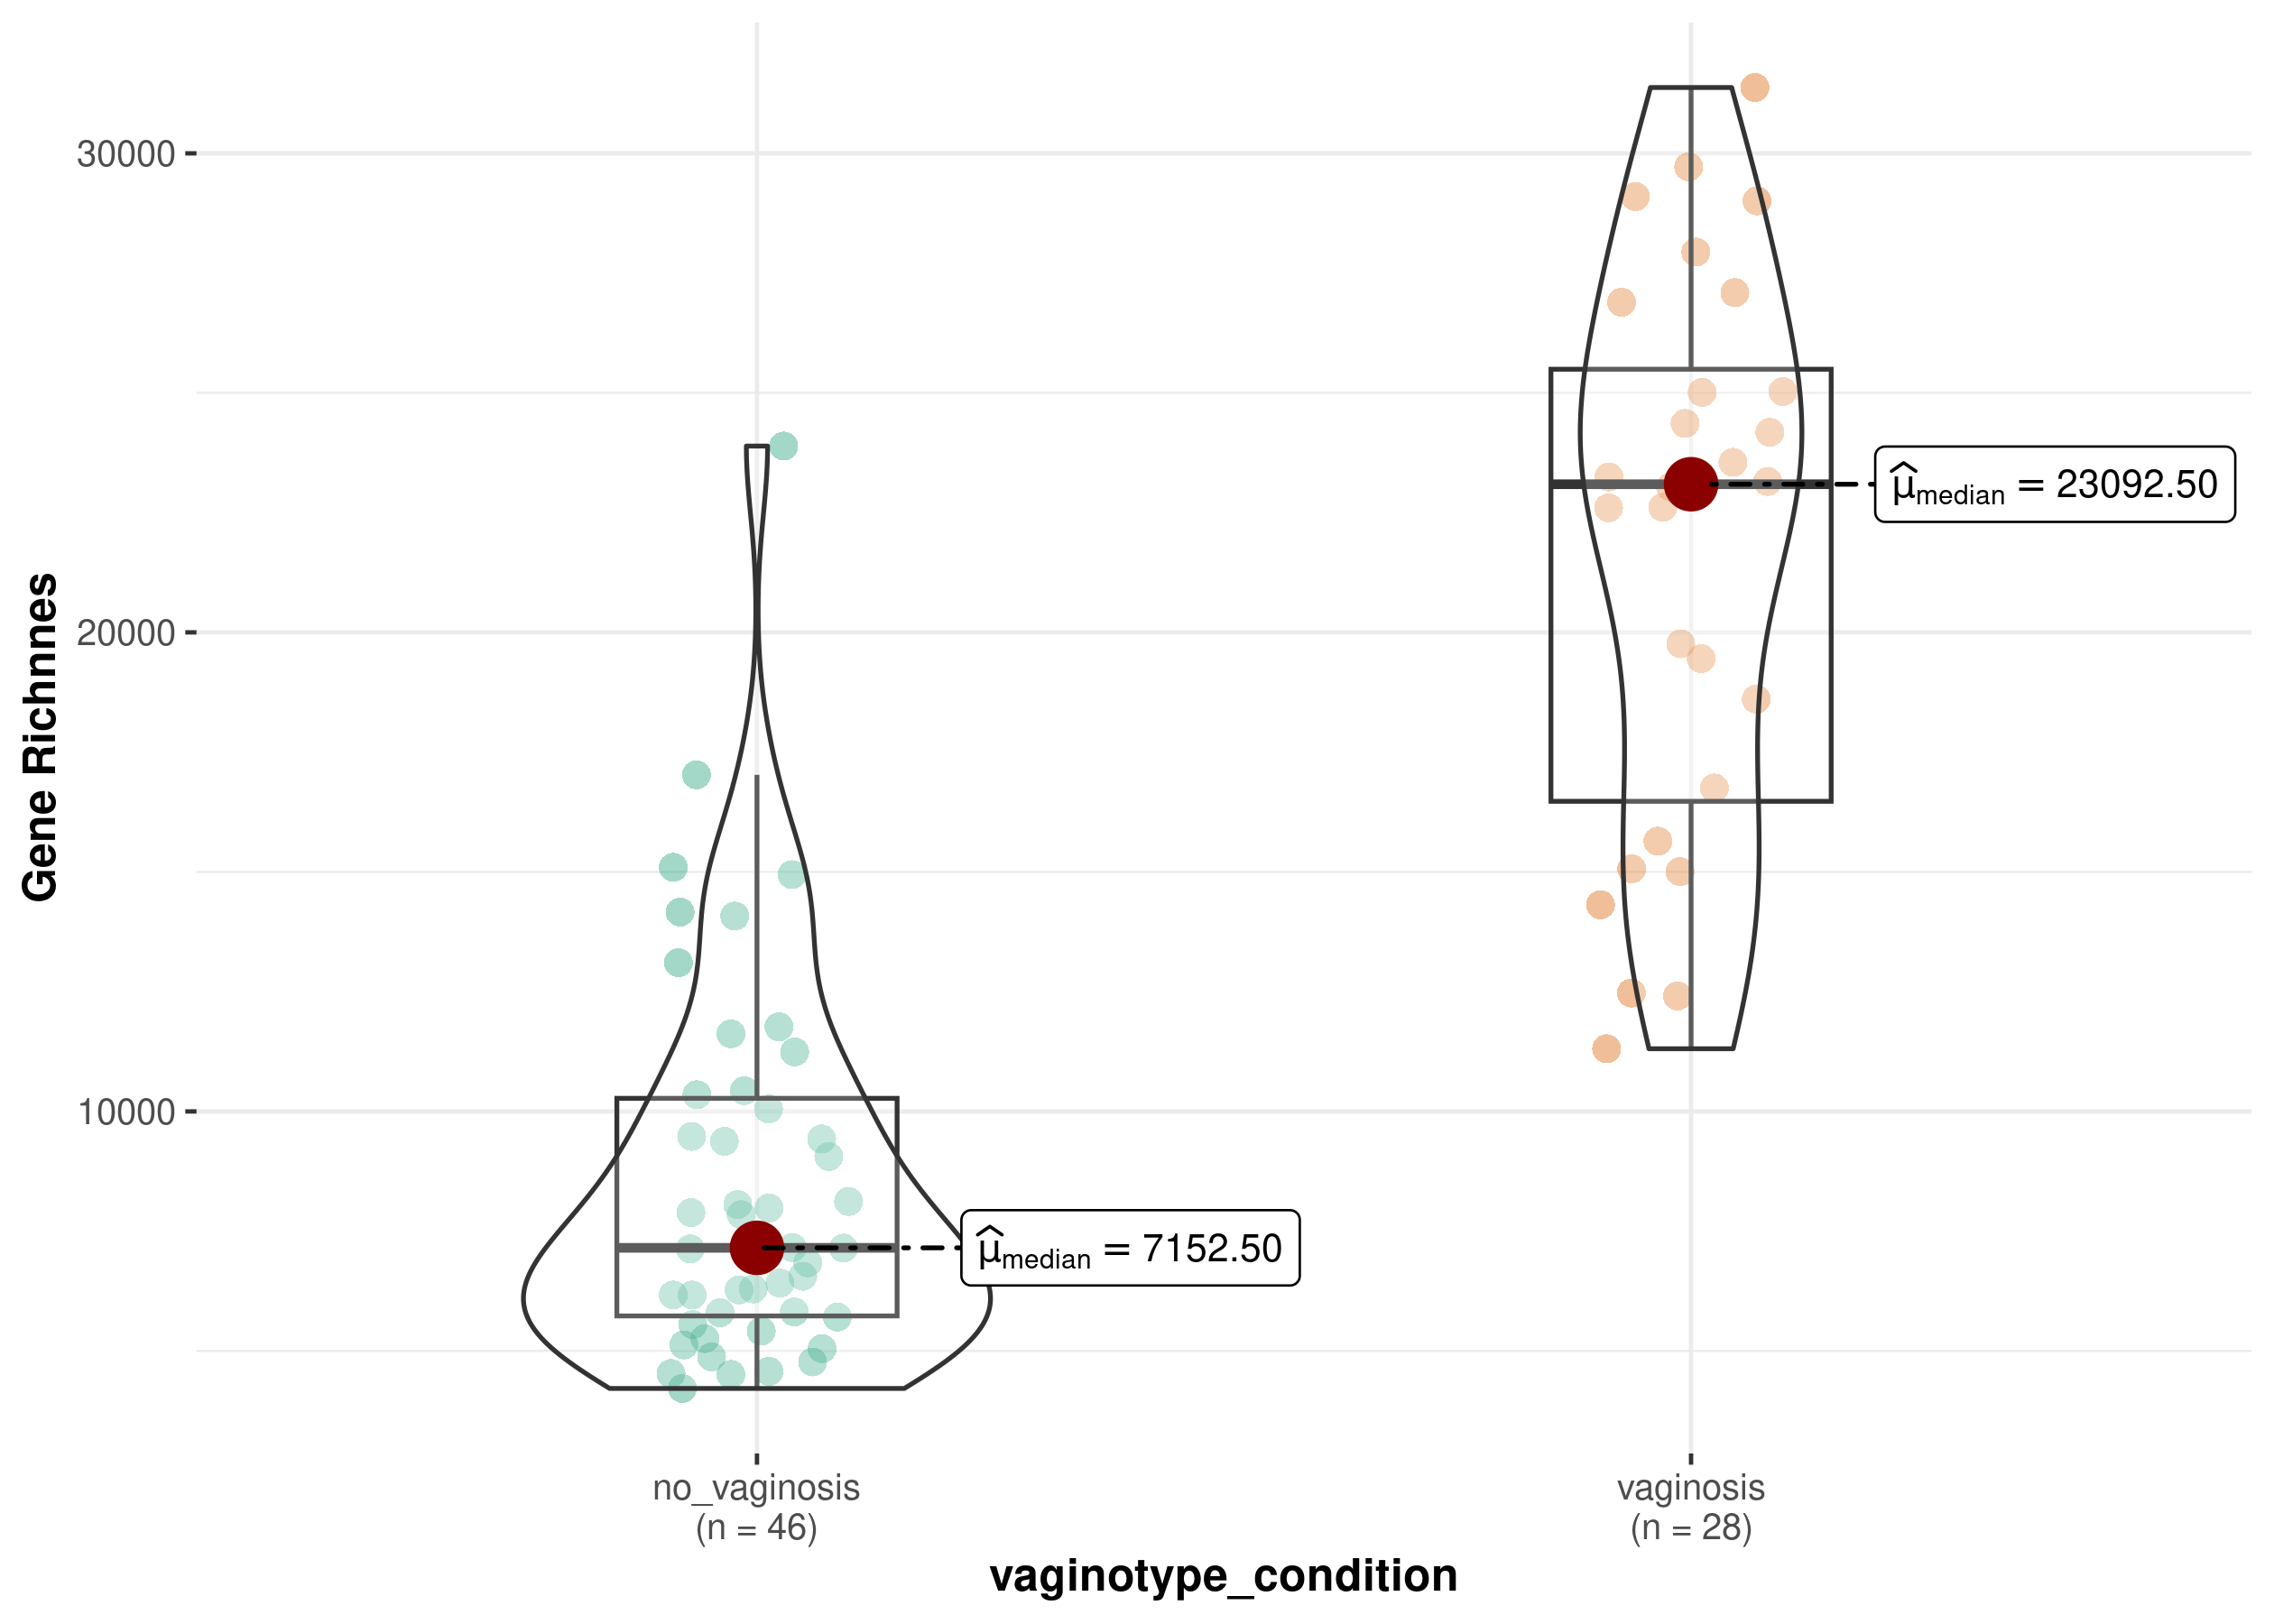 Gene Richnnes
30000
20000
10000
µ̂median = 23092.50
µ̂median = 7152.50
no_vaginosis
(n = 46)
vaginosis
(n = 28)
vaginotype_condition